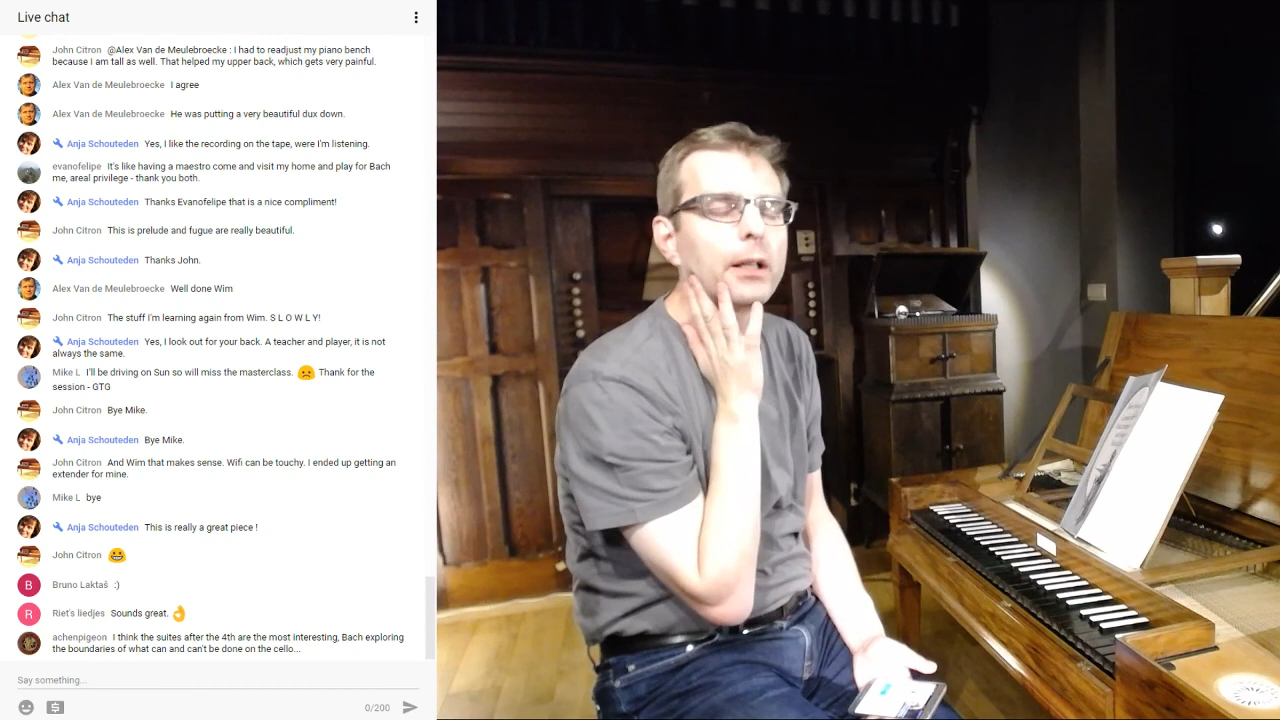 Live chat
John Citron @Alex Van de Meulebroecke : I had to readjust my piano bench
because I am tall as well. That helped my upper back, which gets very painful.
Alex Van de Meulebroecke I agree
Alex Van de Meulebroecke He was putting a very beautiful dux down.
Anja Schouteden Yes, I like the recording on the tape, were I'm listening.
evanofelipe It's like having a maestro come and visit my home and play for Bach
me, areal privilege - thank you both.
Anja Schouteden Thanks Evanofelipe that is a nice compliment!
John Citron This is prelude and fugue are really beautiful.
Anja Schouteden Thanks John.
Alex Van de Meulebroecke Well done Wim
John Citron The stuff I'm learning again from Wim. S L O W L Y!
Anja Schouteden Yes, I look out for your back. A teacher and player, it is not
always the same.
Mike L I'll be driving on Sun so will miss the masterclass. ☹️ Thank for the
session - GTG
John Citron Bye Mike.
Anja Schouteden Bye Mike.
John Citron And Wim that makes sense. Wifi can be touchy. I ended up getting an
extender for mine.
Mike L bye
Anja Schouteden This is really a great piece !
John Citron 😀
B Bruno Laktaš :)
R Riet's liedjes Sounds great. 👌
achenpigeon I think the suites after the 4th are the most interesting, Bach exploring
the boundaries of what can and can't be done on the cello...
Say something...
0/200